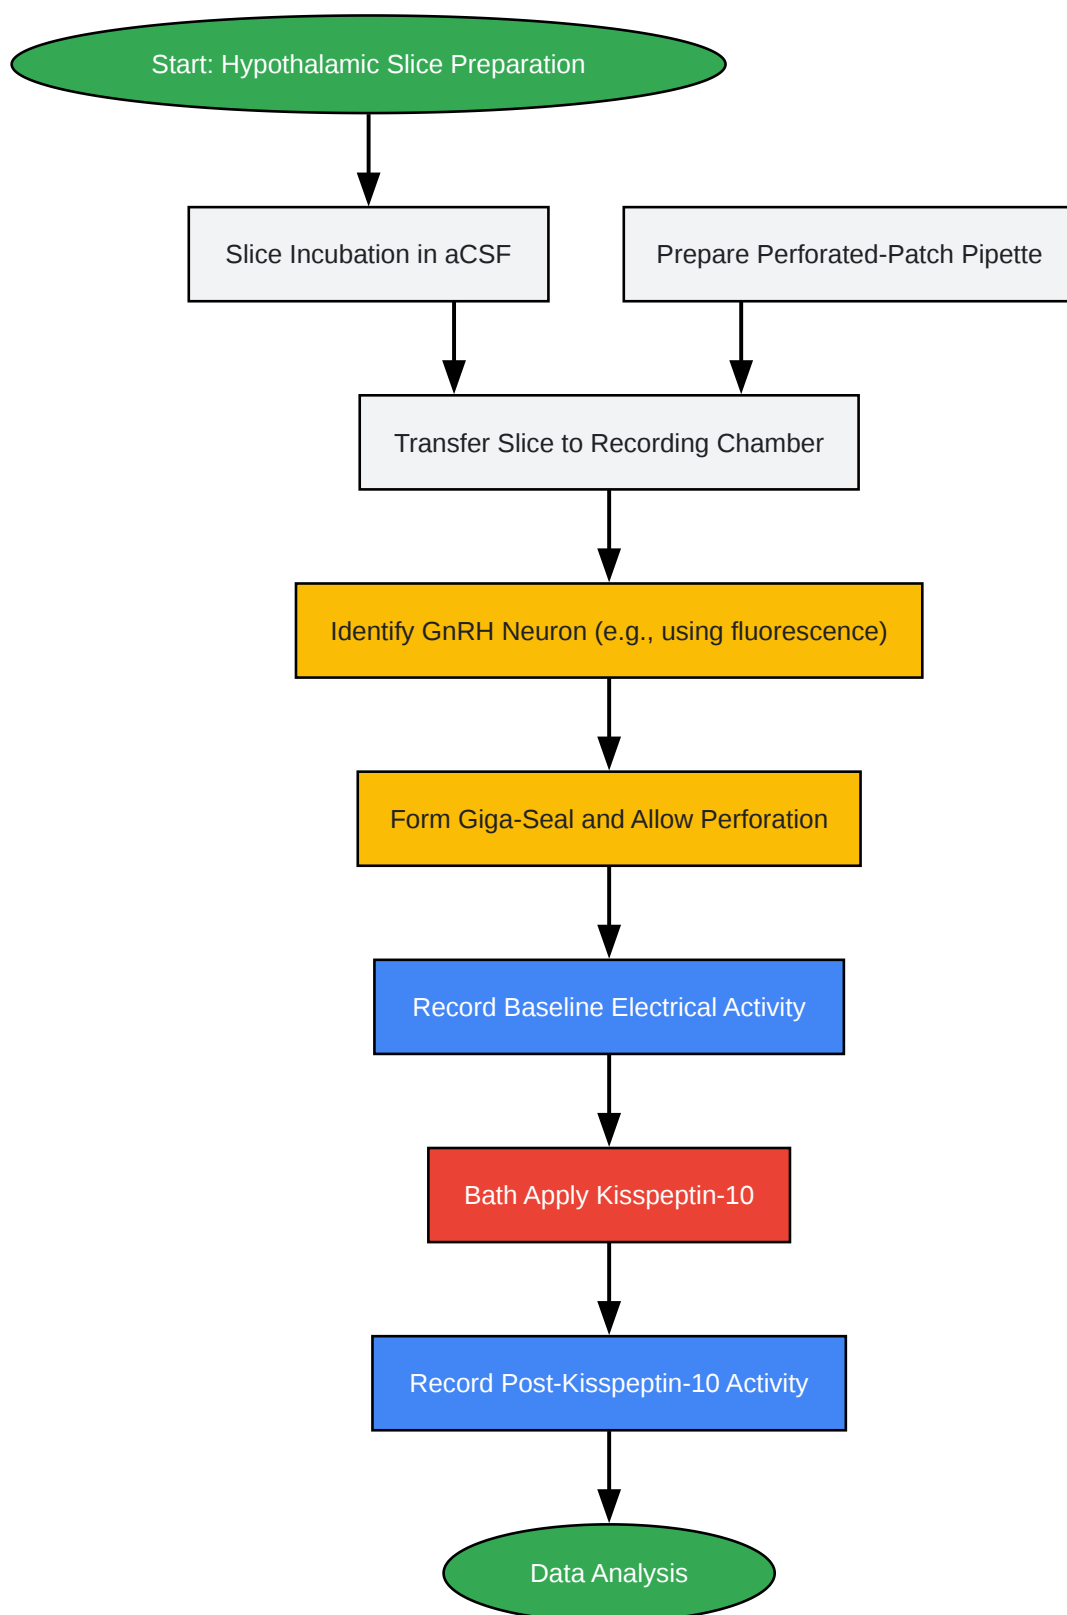 Start: Hypothalamic Slice Preparation
Slice Incubation in aCSF
Prepare Perforated-Patch Pipette
Transfer Slice to Recording Chamber
Identify GnRH Neuron (e.g., using fluorescence)
Form Giga-Seal and Allow Perforation
Record Baseline Electrical Activity
Bath Apply Kisspeptin-10
Record Post-Kisspeptin-10 Activity
Data Analysis